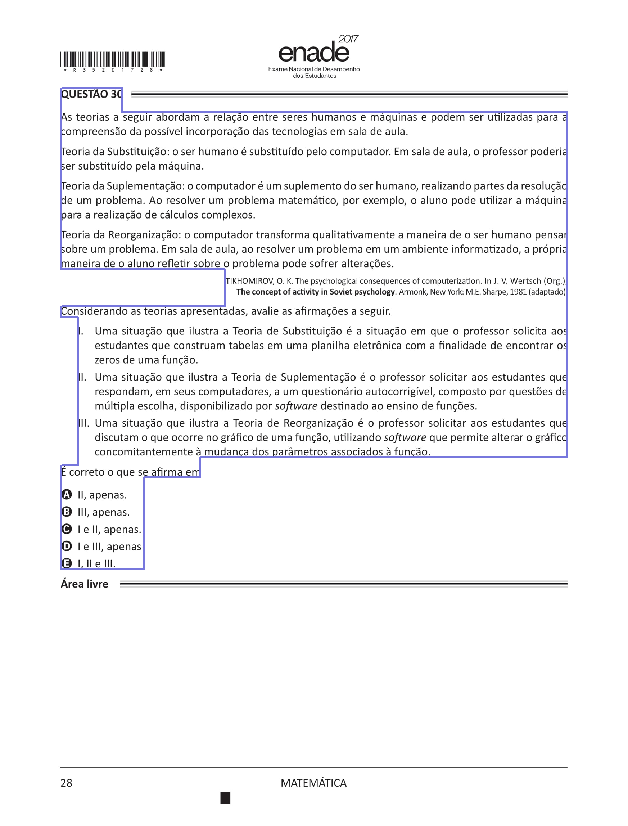 *R30201728*
enade 2017
Exame Nacional de Desempenho
dos Estudantes
QUESTÃO 30
As teorias a seguir abordam a relação entre seres humanos e máquinas e podem ser utilizadas para a
compreensão da possível incorporação das tecnologias em sala de aula.
Teoria da Substituição: o ser humano é substituído pelo computador. Em sala de aula, o professor poderia
ser substituído pela máquina.
Teoria da Suplementação: o computador é um suplemento do ser humano, realizando partes da resolução
de um problema. Ao resolver um problema matemático, por exemplo, o aluno pode utilizar a máquina
para a realização de cálculos complexos.
Teoria da Reorganização: o computador transforma qualitativamente a maneira de o ser humano pensar
sobre um problema. Em sala de aula, ao resolver um problema em um ambiente informatizado, a própria
maneira de o aluno refletir sobre o problema pode sofrer alterações.
TIKHOMIROV, O. K. The psychological consequences of computerization. In J. V. Wertsch (Org.)
The concept of activity in Soviet psychology. Armonk, New York: M.E. Sharpe, 1981 (adaptado)
Considerando as teorias apresentadas, avalie as afirmações a seguir.
I. Uma situação que ilustra a Teoria de Substituição é a situação em que o professor solicita aos
estudantes que construam tabelas em uma planilha eletrônica com a finalidade de encontrar os
zeros de uma função.
II. Uma situação que ilustra a Teoria de Suplementação é o professor solicitar aos estudantes que
respondam, em seus computadores, a um questionário autocorrigível, composto por questões de
múltipla escolha, disponibilizado por software destinado ao ensino de funções.
III. Uma situação que ilustra a Teoria de Reorganização é o professor solicitar aos estudantes que
discutam o que ocorre no gráfico de uma função, utilizando software que permite alterar o gráfico
concomitantemente à mudança dos parâmetros associados à função.
É correto o que se afirma em
A II, apenas.
B III, apenas.
C I e II, apenas.
D I e III, apenas
E I, II e III.
Área livre
28 MATEMÁTICA